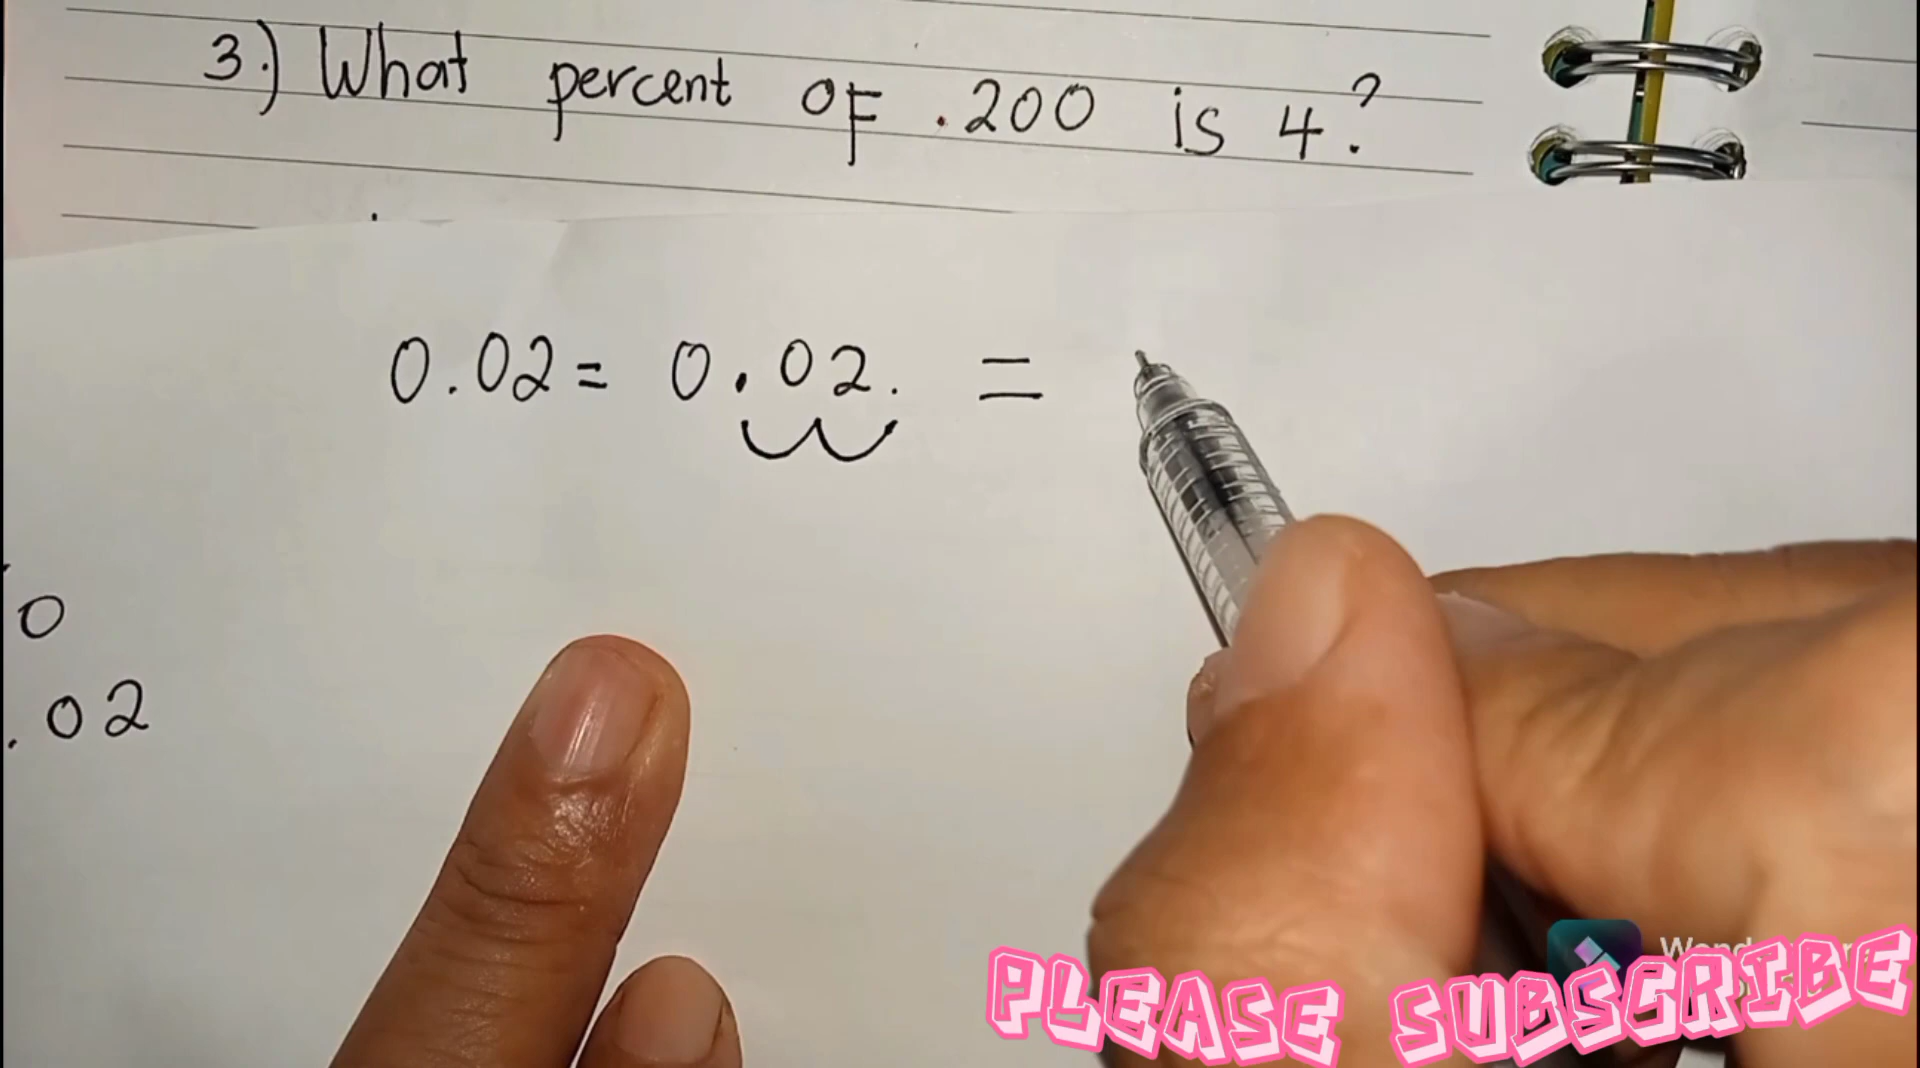 3.) What percent of .200 is 4?
0.02 = 0.02. =
0
.02
PLEASE SUBSCRIBE